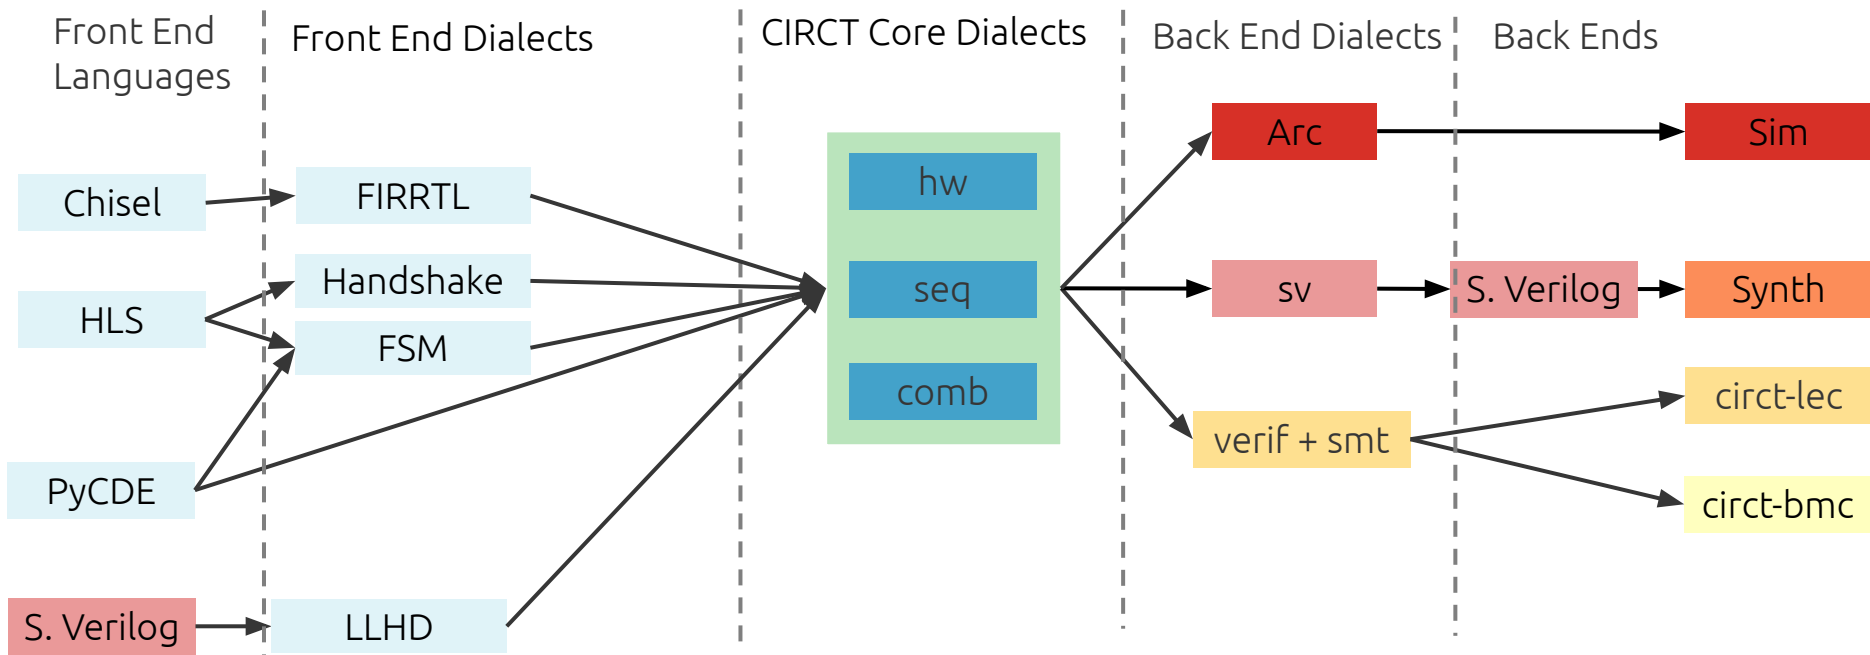 Front End
Languages
Front End Dialects
CIRCT Core Dialects
Back End Dialects
Back Ends
Chisel
HLS
PyCDE
S. Verilog
FIRRTL
Handshake
FSM
LLHD
hw
seq
comb
Arc
sv
verif + smt
S. Verilog
Sim
Synth
circt-lec
circt-bmc